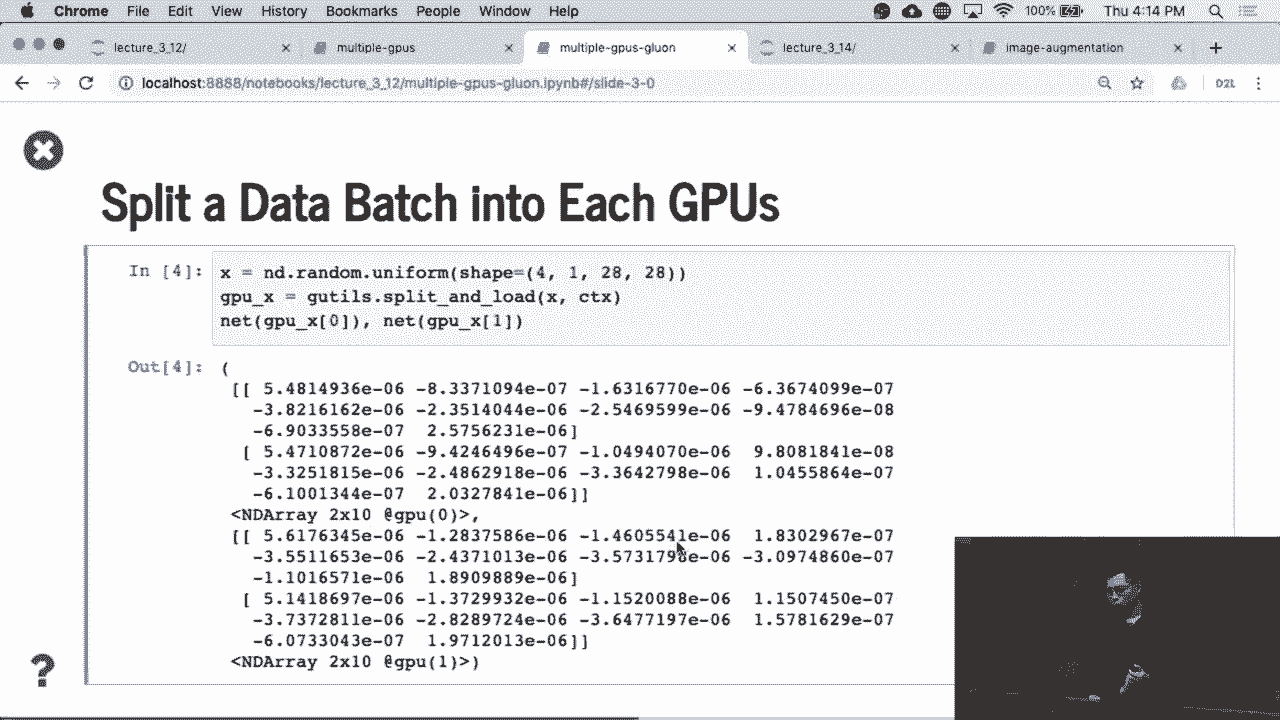 Chrome File Edit View History Bookmarks People Window Help 100% Thu 4:14 PM
lecture_3_12/ multiple-gpus multiple-gpus-gluon lecture_3_14/ image-augmentation
localhost:8888/notebooks/lecture_3_12/multiple-gpus-gluon.ipynb#/slide-3-0 D2L
Split a Data Batch into Each GPUs
In [4]: x = nd.random.uniform(shape=(4, 1, 28, 28))
gpu_x = gutils.split_and_load(x, ctx)
net(gpu_x[0]), net(gpu_x[1])
Out[4]: (
[[ 5.4814936e-06 -8.3371094e-07 -1.6316770e-06 -6.3674099e-07
-3.8216162e-06 -2.3514044e-06 -2.5469599e-06 -9.4784696e-08
-6.9033558e-07 2.5756231e-06]
[ 5.4710872e-06 -9.4246496e-07 -1.0494070e-06 9.8081841e-08
-3.3251815e-06 -2.4862918e-06 -3.3642798e-06 1.0455864e-07
-6.1001344e-07 2.0327841e-06]]
<NDArray 2x10 @gpu(0)>,
[[ 5.6176345e-06 -1.2837586e-06 -1.4605541e-06 1.8302967e-07
-3.5511653e-06 -2.4371013e-06 -3.5731798e-06 -3.0974860e-07
-1.1016571e-07 1.8909889e-06]
[ 5.1418697e-06 -1.3729932e-06 -1.1520088e-06 1.1507450e-07
-3.7372811e-06 -2.8289724e-06 -3.6477197e-06 1.5781629e-07
-6.0733043e-07 1.9712013e-06]]
<NDArray 2x10 @gpu(1)>)
?